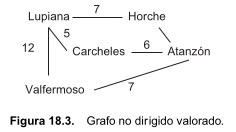 7
Lupiana Horche
5
12 Carcheles 6 Atanzón
Valfermoso 7
Figura 18.3. Grafo no dirigido valorado.